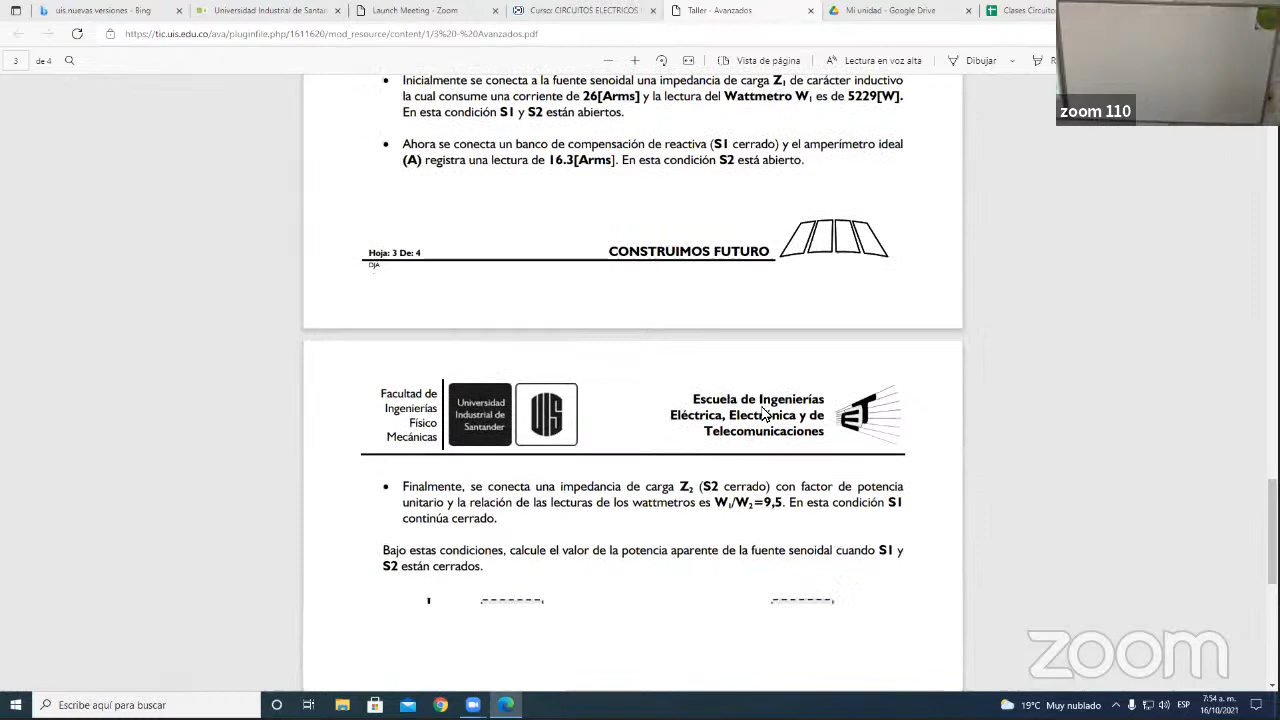 uis nuevas versiones - Bing
Universidad Industrial de Santan
Launch Meeting - Zoom
Curso: CIRCUITOS ELECTRICOS
Taller - Avanzados
Mi unidad - Google Drive
Clases Circuito
https://tic.uis.edu.co/ava/pluginfile.php/1611620/mod_resource/content/1/3%20-%20Avanzados.pdf
3 de 4
Vista de página
Lectura en voz alta
Dibujar
zoom 110
• Inicialmente se conecta a la fuente senoidal una impedancia de carga Z1 de carácter inductivo
la cual consume una corriente de 26[Arms] y la lectura del Wattmetro W1 es de 5229[W].
En esta condición S1 y S2 están abiertos.
• Ahora se conecta un banco de compensación de reactiva (S1 cerrado) y el amperímetro ideal
(A) registra una lectura de 16.3[Arms]. En esta condición S2 está abierto.
Hoja: 3 De: 4
CONSTRUIMOS FUTURO
DJA
Facultad de
Ingenierías
Físico
Mecánicas
Universidad
Industrial de
Santander
UIS
Escuela de Ingenierías
Eléctrica, Electrónica y de
Telecomunicaciones
• Finalmente, se conecta una impedancia de carga Z2 (S2 cerrado) con factor de potencia
unitario y la relación de las lecturas de los wattmetros es W1/W2=9,5. En esta condición S1
continúa cerrado.
Bajo estas condiciones, calcule el valor de la potencia aparente de la fuente senoidal cuando S1 y
S2 están cerrados.
zoom
Escribe aquí para buscar
19°C Muy nublado
ESP
7:54 a. m.
16/10/2021